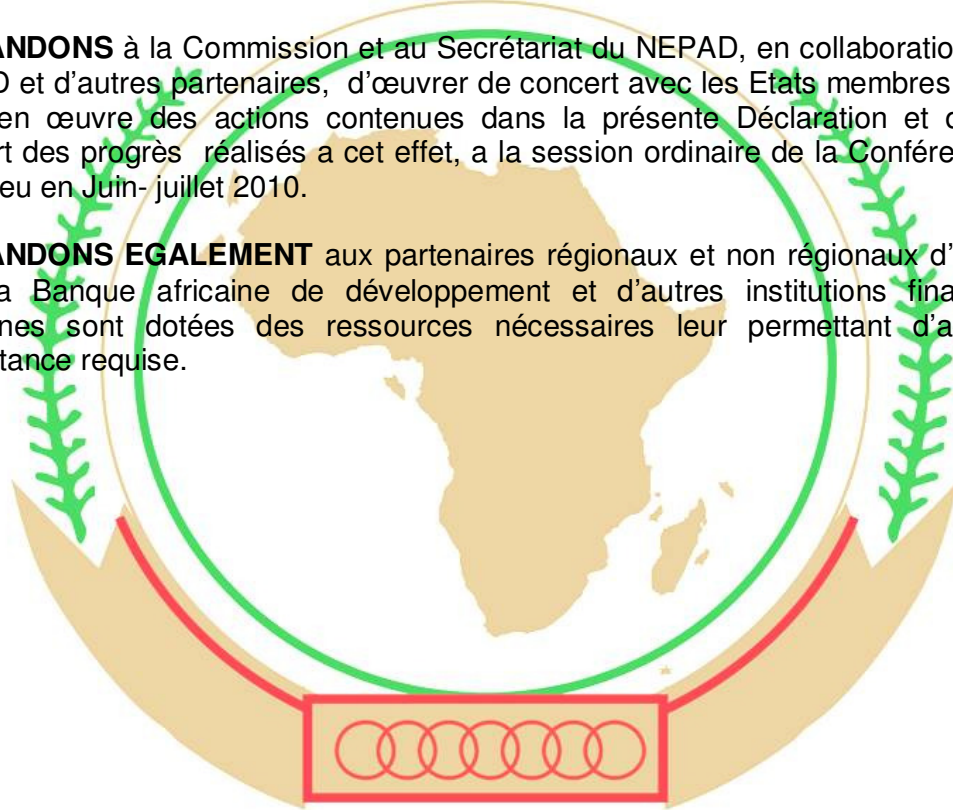 ANDONS à la Commission et au Secrétariat du NEPAD, en collaboratio
D et d'autres partenaires, d'œuvrer de concert avec les Etats membres
en œuvre des actions contenues dans la présente Déclaration et
rt des progrès réalisés a cet effet, a la session ordinaire de la Confére
eu en Juin- juillet 2010.
ANDONS EGALEMENT aux partenaires régionaux et non régionaux d'
a Banque africaine de développement et d'autres institutions fina
nes sont dotées des ressources nécessaires leur permettant d'a
tance requise.